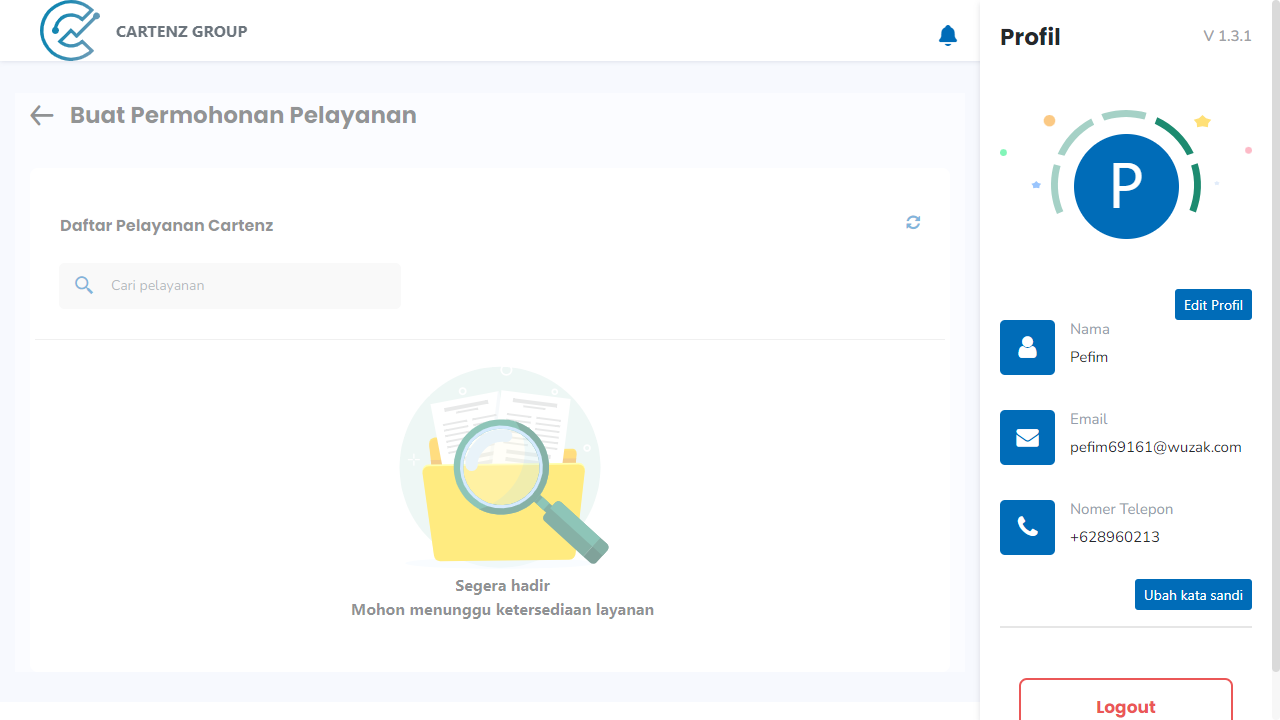 CARTENZ GROUP
Buat Permohonan Pelayanan
Daftar Pelayanan Cartenz
Cari pelayanan
Segera hadir
Mohon menunggu ketersediaan layanan
Profil
V 1.3.1
P
Edit Profil
Nama
Pefim
Email
pefim69161@wuzak.com
Nomer Telepon
+628960213
Ubah kata sandi
Logout